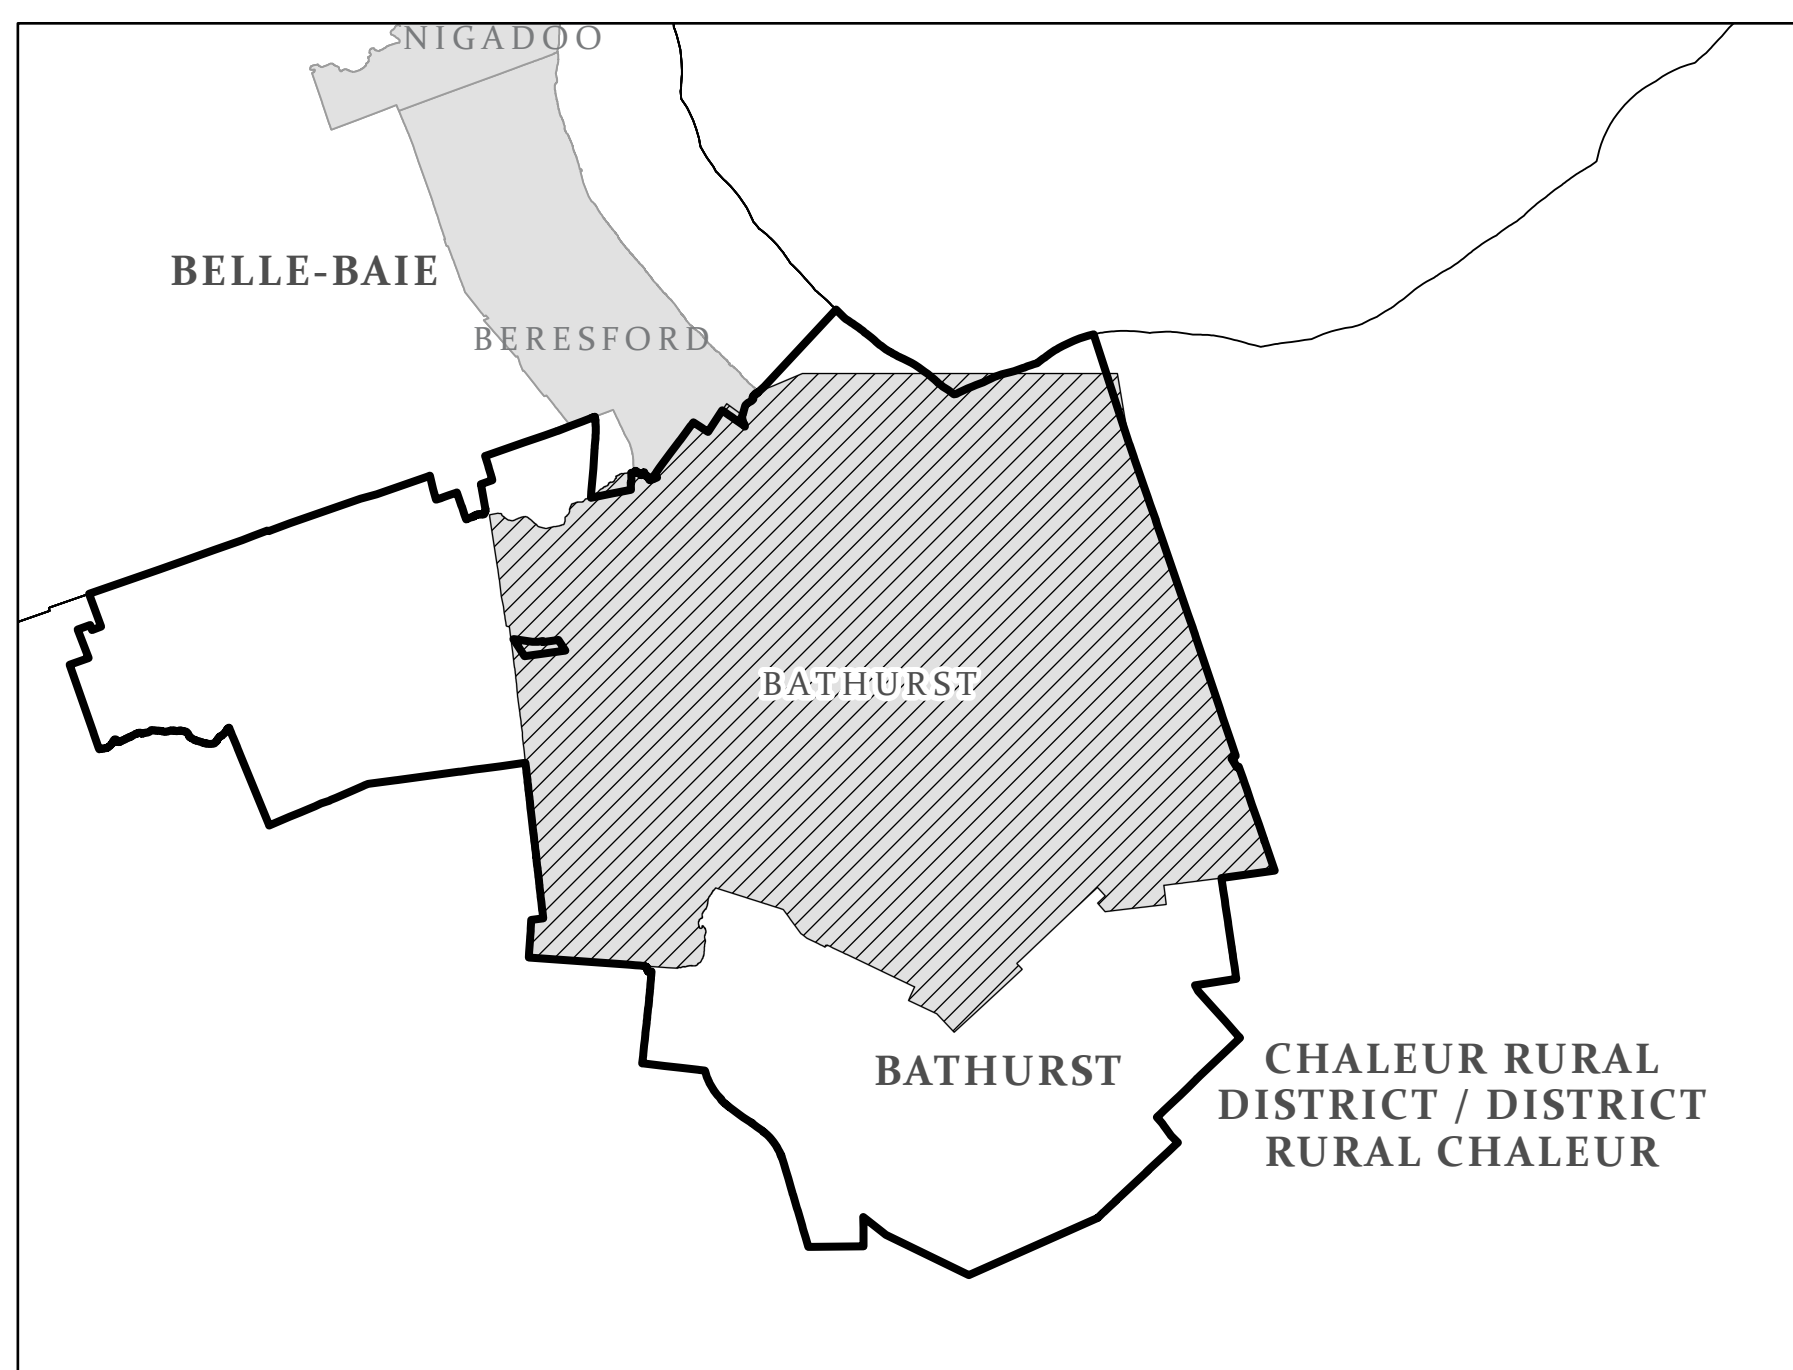 NIGADOO
BELLE-BAIE
BERESFORD
BATHURST
BATHURST
CHALEUR RURAL
DISTRICT / DISTRICT
RURAL CHALEUR